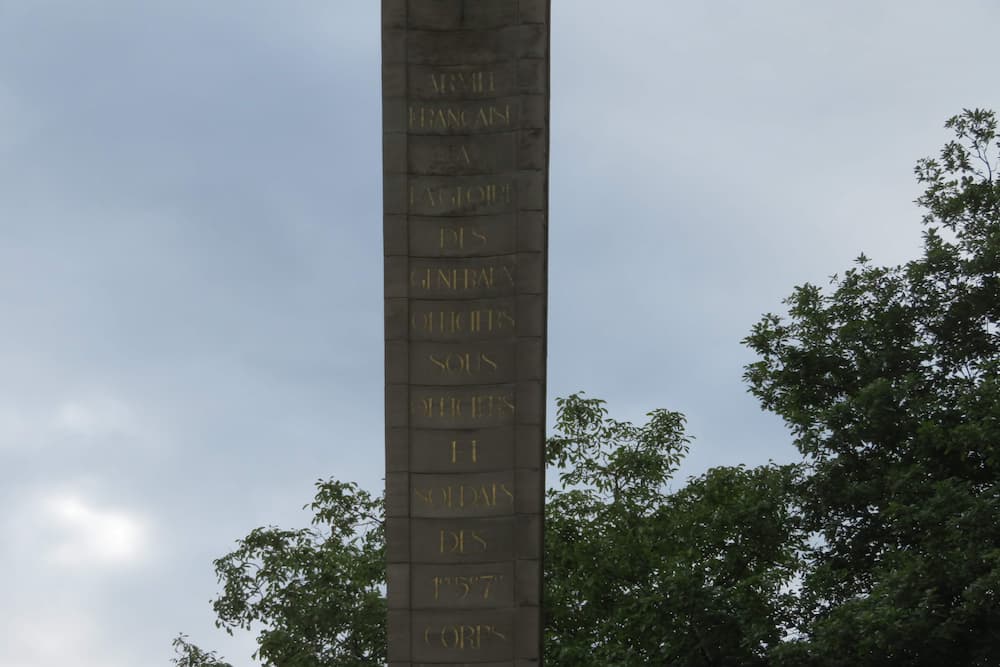 ARMEE
FRANCAISE
A
LA GLOIRE
DES
GENERAUX
OFFICIERS
SOUS
OFFICIERS
ET
SOLDATS
DES
1ER 5E 7E
CORPS